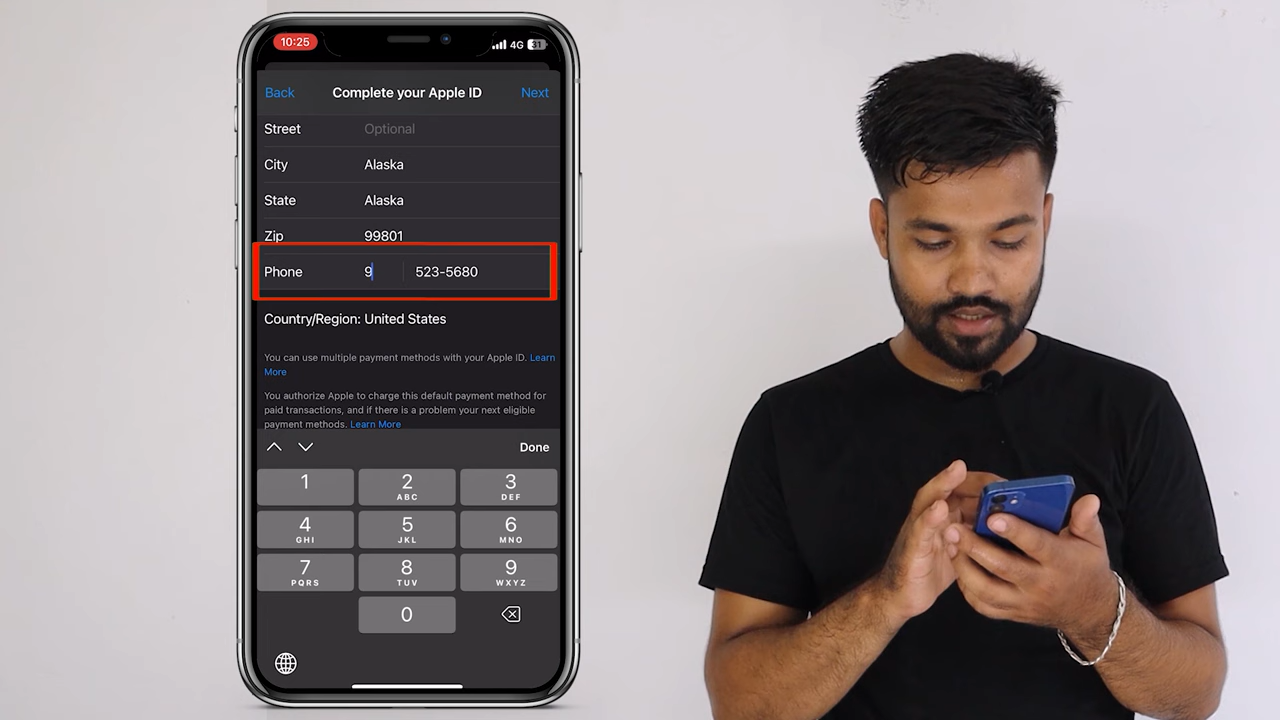 10:25
4G 31
Back Complete your Apple ID Next
Street Optional
City Alaska
State Alaska
Zip 99801
Phone 9 523-5680
Country/Region: United States
You can use multiple payment methods with your Apple ID. Learn
More
You authorize Apple to charge this default payment method for
paid transactions, and if there is a problem your next eligible
payment methods. Learn More
Done
1 2 3
ABC DEF
4 5 6
GHI JKL MNO
7 8 9
PQRS TUV WXYZ
0